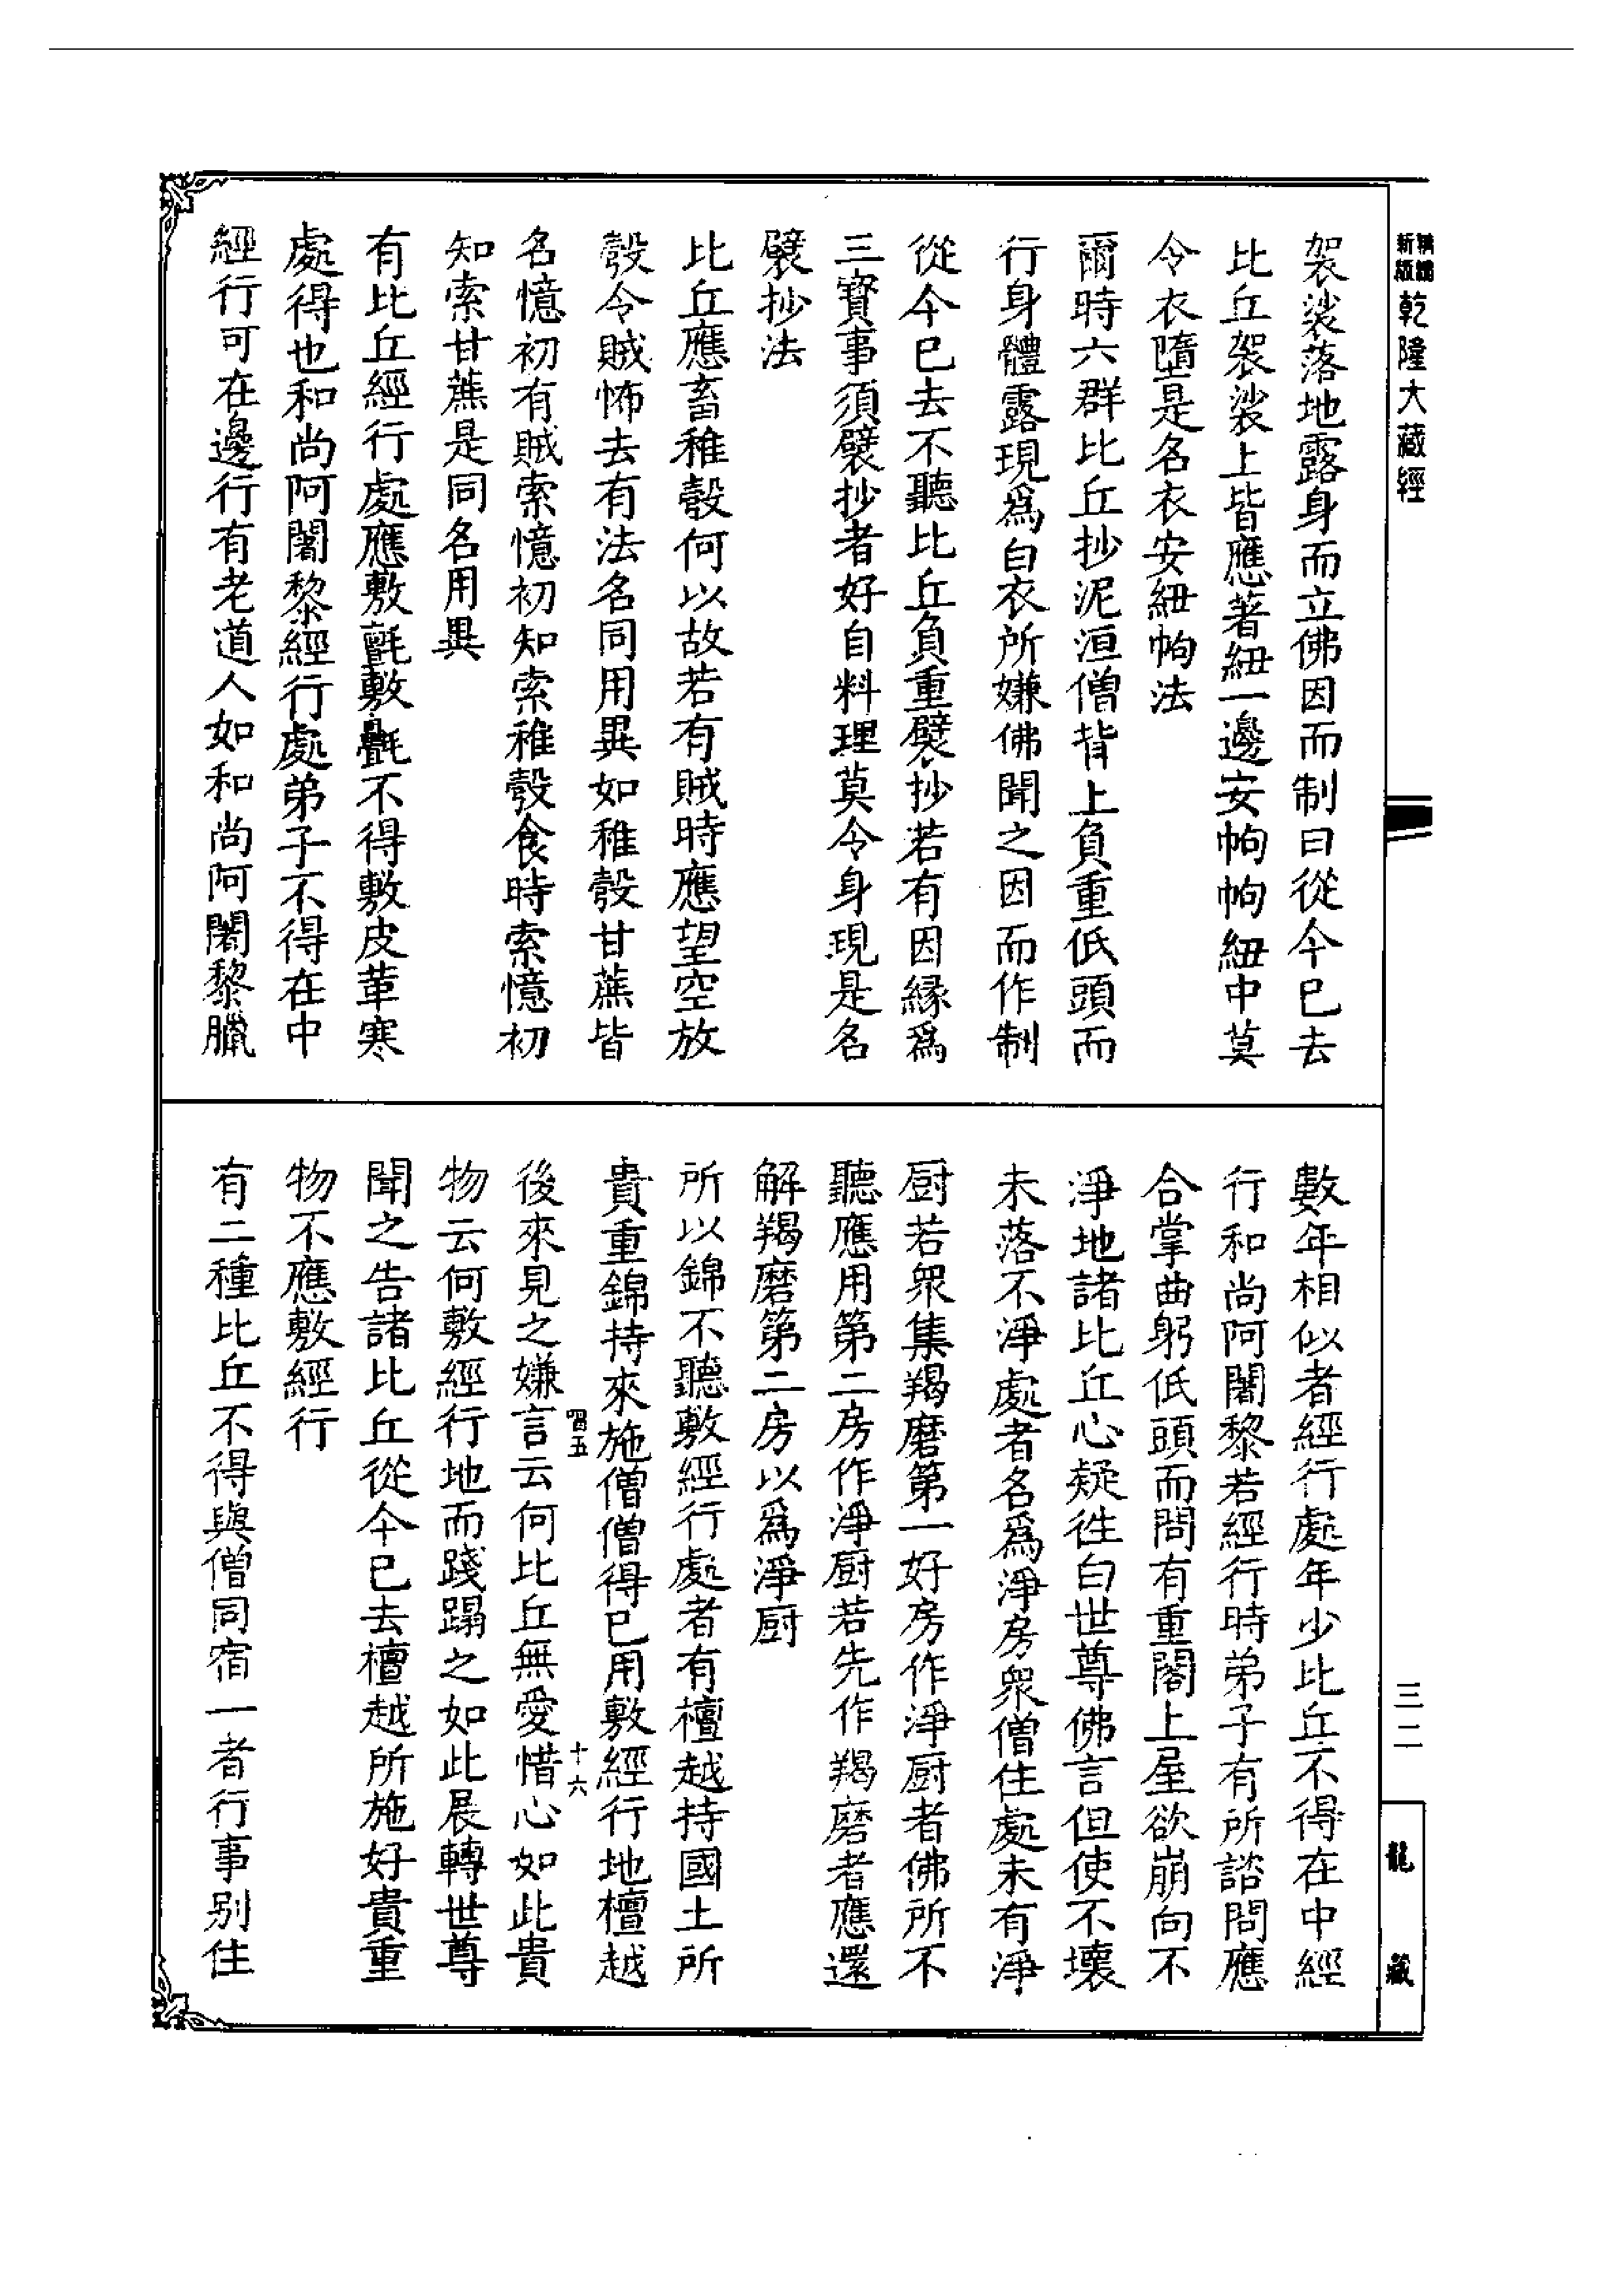 精編
新版
乾隆大藏經
袈裟落地露身而立佛因而制曰從今已去
比丘袈裟上皆應著紐一邊安帉帉紐中莫
令衣墮是名衣安紐帉法
爾時六群比丘抄泥洹僧背上負重低頭而
行身體露現為白衣所嫌佛聞之因而作制
從今已去不聽比丘負重襞抄若有因緣為
三寶事須襞抄者好自料理莫令身現是名
襞抄法
比丘應畜稚彀何以故若有賊時應望空放
彀令賊怖去有法名同用異如稚彀甘蔗皆
名憶初有賊索憶初知索稚彀食時索憶初
知索甘蔗是同名用異
有比丘經行處應敷氍敷㲲不得敷皮革寒
處得也和尚阿闍黎經行處弟子不得在中
經行可在邊行有老道人如和尚阿闍黎臘
數年相似者經行處年少比丘不得在中經
行和尚阿闍黎若經行時弟子有所諮問應
合掌曲躬低頭而問有重閣上屋欲崩向不
淨地諸比丘心疑往白世尊佛言但使不壞
未落不淨處者名為淨房眾僧住處未有淨
厨若眾集羯磨第一好房作淨厨者佛所不
聽應用第二房作淨厨若先作羯磨者應還
解羯磨第二房以為淨厨
所以錦不聽敷經行處者有檀越持國土所
貴重錦持來施僧僧得已用敷經行地檀越
後來見之嫌言云何比丘無愛惜心如此貴
物云何敷經行地而踐蹋之如此展轉世尊
聞之告諸比丘從今已去檀越所施好貴重
物不應敷經行
有二種比丘不得與僧同宿一者行事別住
十六
三二
龍藏